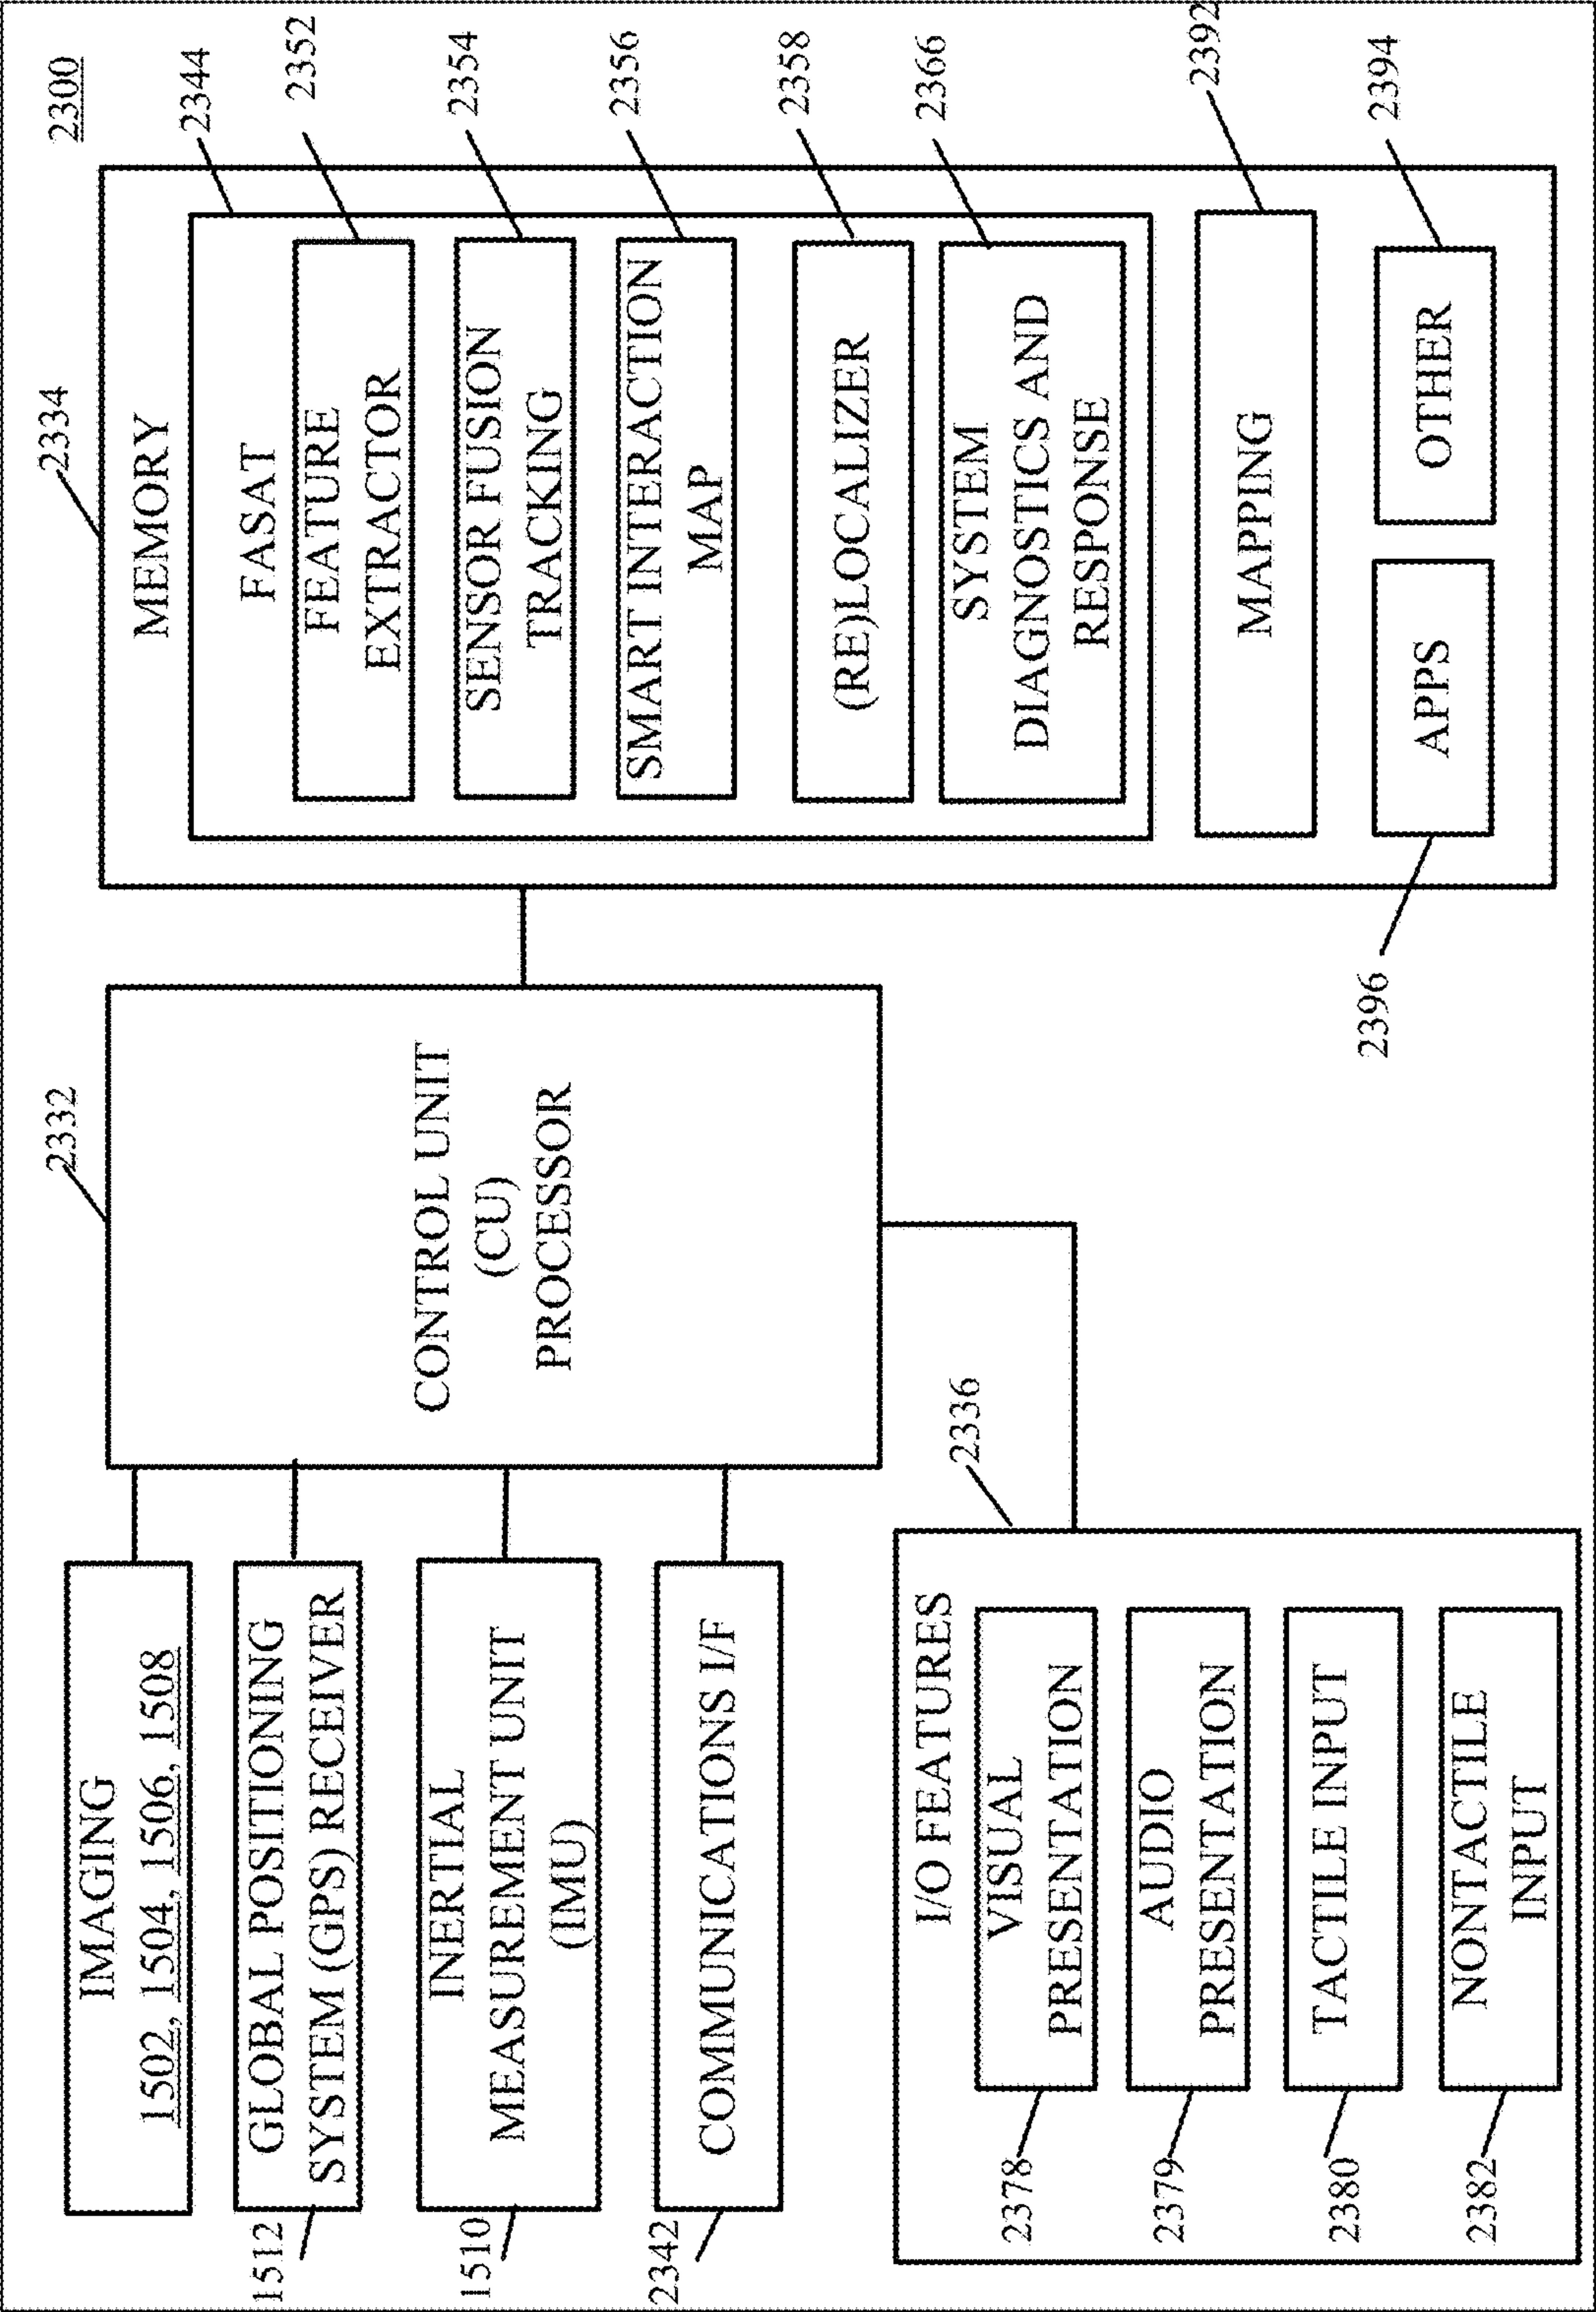 2300
IMAGING
1502, 1504, 1506, 1508
1512
GLOBAL POSITIONING
SYSTEM (GPS) RECEIVER
1510
INERTIAL
MEASUREMENT UNIT
(IMU)
2342
COMMUNICATIONS I/F
2332
CONTROL UNIT
(CU)
PROCESSOR
2336
I/O FEATURES
2378
VISUAL
PRESENTATION
2379
AUDIO
PRESENTATION
2380
TACTILE INPUT
2382
NONTACTILE
INPUT
2334
MEMORY
2344
FASAT
2352
FEATURE
EXTRACTOR
2354
SENSOR FUSION
TRACKING
2356
SMART INTERACTION
MAP
2358
(RE)LOCALIZER
2366
SYSTEM
DIAGNOSTICS AND
RESPONSE
2392
MAPPING
2396
APPS
2394
OTHER